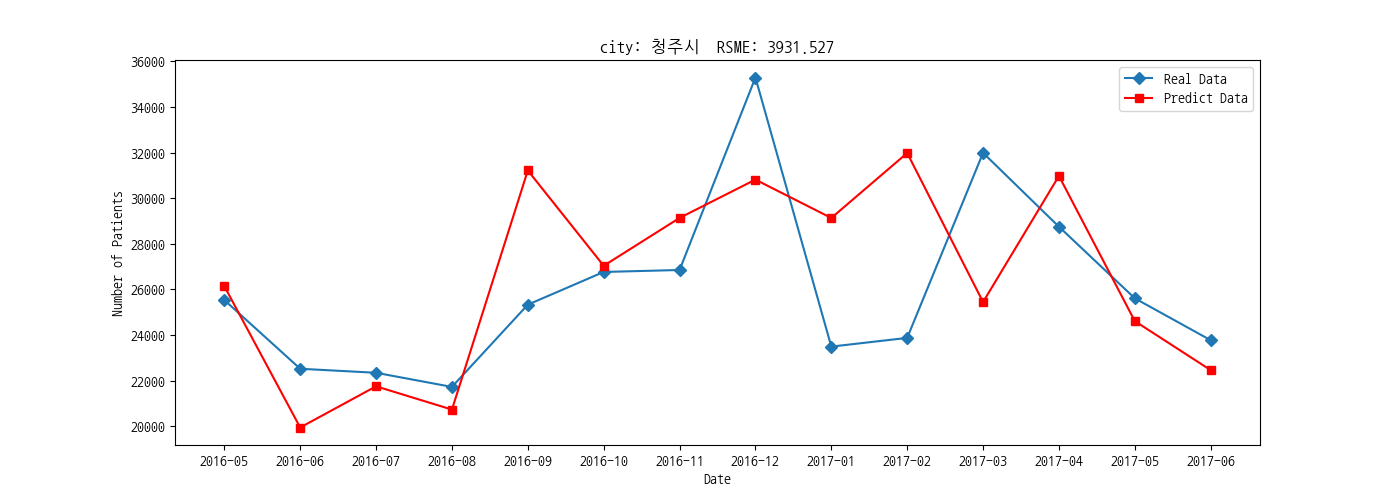 city: 청주시 RSME: 3931.527
36000
34000
32000
30000
28000
26000
24000
22000
20000
Number of Patients
Real Data
Predict Data
2016-05 2016-06 2016-07 2016-08 2016-09 2016-10 2016-11 2016-12 2017-01 2017-02 2017-03 2017-04 2017-05 2017-06
Date